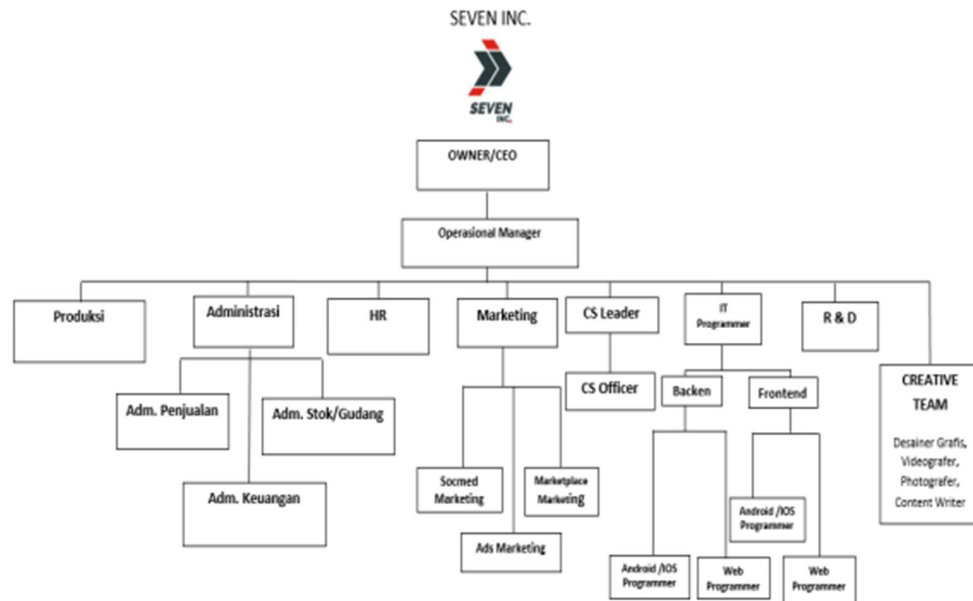 SEVEN INC.
SEVEN
INC.
OWNER/CEO
Operasional Manager
Produksi
Administrasi
HR
Marketing
CS Leader
IT
Programmer
R & D
CREATIVE
TEAM
Desainer Grafis,
Videografer,
Photografer,
Content Writer
CS Officer
Backen
Frontend
Adm. Penjualan
Adm. Stok/Gudang
Adm. Keuangan
Socmed
Marketing
Marketplace
Marketing
Ads Marketing
Android /IOS
Programmer
Android /IOS
Programmer
Web
Programmer
Web
Programmer